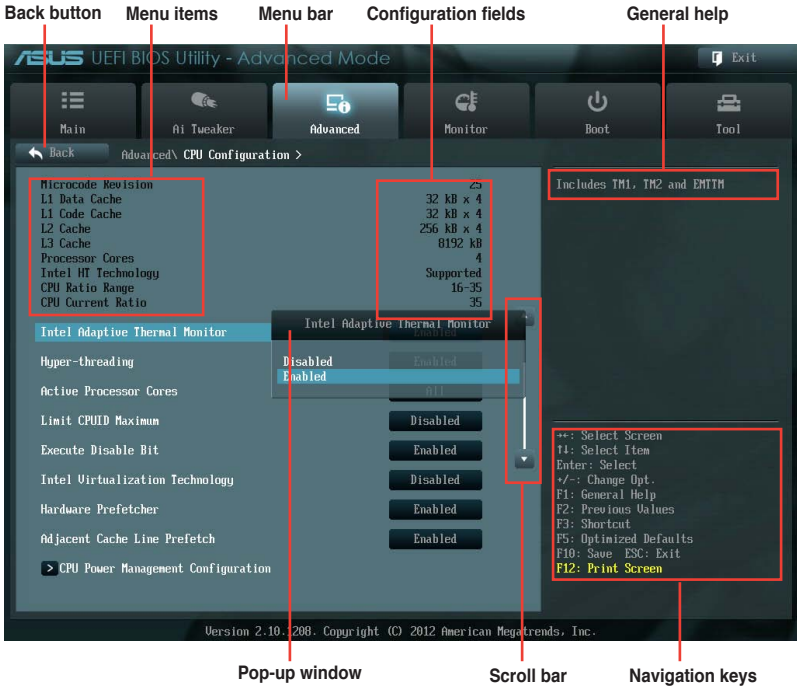 Back button Menu items Menu bar Configuration fields General help
ASUS UEFI BIOS Utility - Advanced Mode Exit
Main Ai Tweaker Advanced Monitor Boot Tool
Back Advanced\ CPU Configuration >
Microcode Revision 25
L1 Data Cache 32 kB x 4
L1 Code Cache 32 kB x 4
L2 Cache 256 kB x 4
L3 Cache 8192 kB
Processor Cores 4
Intel HT Technology Supported
CPU Ratio Range 16-35
CPU Current Ratio 35
Includes TM1, TM2 and EMTTM
Intel Adaptive Thermal Monitor Enabled
Intel Adaptive Thermal Monitor
Disabled
Enabled
Hyper-threading Enabled
Active Processor Cores All
Limit CPUID Maximum Disabled
Execute Disable Bit Enabled
Intel Virtualization Technology Disabled
Hardware Prefetcher Enabled
Adjacent Cache Line Prefetch Enabled
> CPU Power Management Configuration
→←: Select Screen
↑↓: Select Item
Enter: Select
+/-: Change Opt.
F1: General Help
F2: Previous Values
F3: Shortcut
F5: Optimized Defaults
F10: Save ESC: Exit
F12: Print Screen
Version 2.10.1208. Copyright (C) 2012 American Megatrends, Inc.
Pop-up window Scroll bar Navigation keys